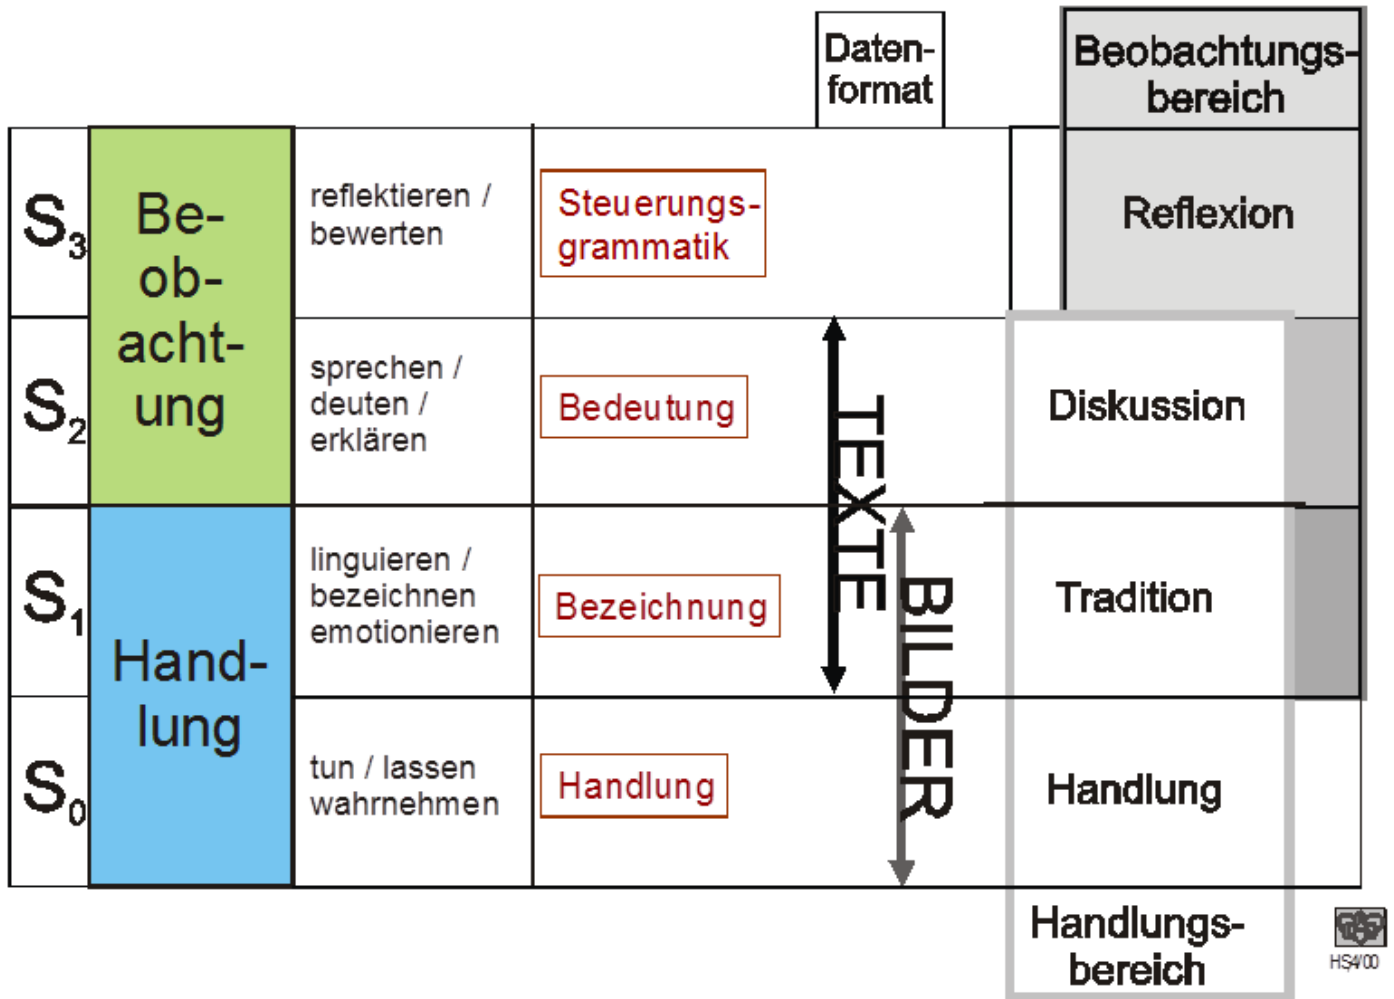 Daten-
format
Beobachtungs-
bereich
S3
Be-
ob-
acht-
ung
reflektieren /
bewerten
Steuerungs-
grammatik
Reflexion
S2
sprechen /
deuten /
erklären
Bedeutung
TEXTE
Diskussion
S1
Hand-
lung
linguieren /
bezeichnen
emotionieren
Bezeichnung
BILDER
Tradition
S0
tun / lassen
wahrnehmen
Handlung
Handlung
Handlungs-
bereich
HS4/00